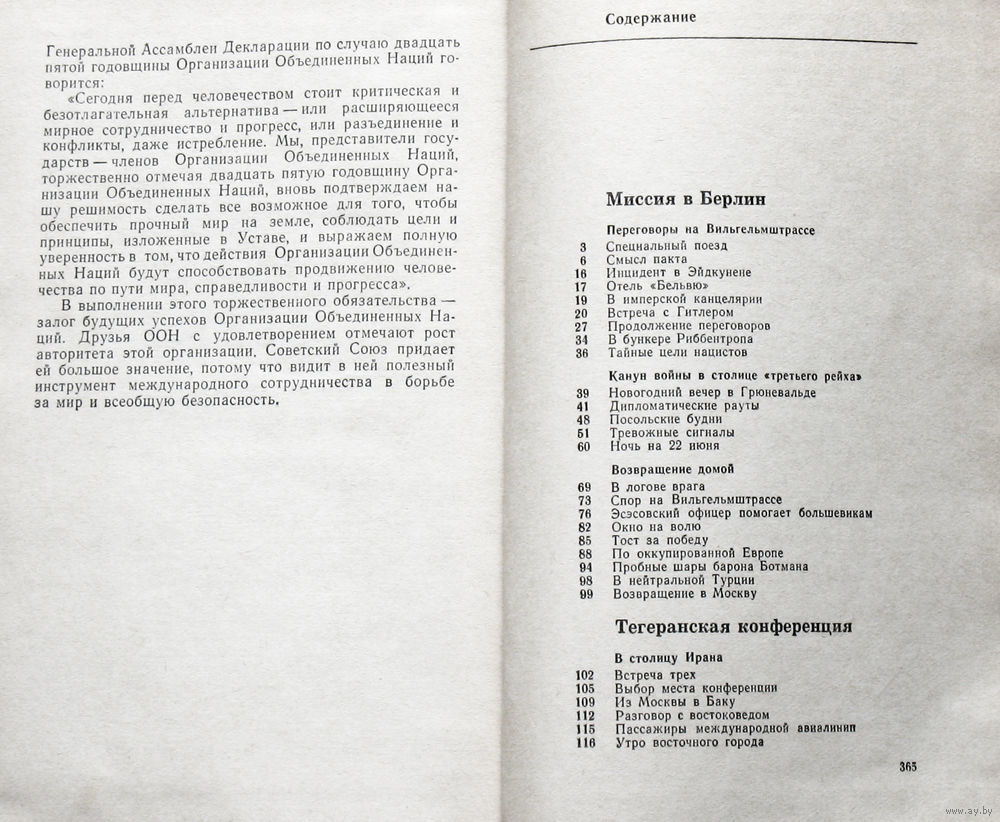 Генеральной Ассамблеи Декларации по случаю двадцать
пятой годовщины Организации Объединенных Наций го-
ворится:
«Сегодня перед человечеством стоит критическая и
безотлагательная альтернатива — или расширяющееся
мирное сотрудничество и прогресс, или разъединение и
конфликты, даже истребление. Мы, представители госу-
дарств — членов Организации Объединенных Наций,
торжественно отмечая двадцать пятую годовщину Орга-
низации Объединенных Наций, вновь подтверждаем на-
шу решимость сделать все возможное для того, чтобы
обеспечить прочный мир на земле, соблюдать цели и
принципы, изложенные в Уставе, и выражаем полную
уверенность в том, что действия Организации Объединен-
ных Наций будут способствовать продвижению челове-
чества по пути мира, справедливости и прогресса».
В выполнении этого торжественного обязательства —
залог будущих успехов Организации Объединенных На-
ций. Друзья ООН с удовлетворением отмечают рост
авторитета этой организации. Советский Союз придает
ей большое значение, потому что видит в ней полезный
инструмент международного сотрудничества в борьбе
за мир и всеобщую безопасность.
Содержание
Миссия в Берлин
Переговоры на Вильгельмштрассе
3 Специальный поезд
6 Смысл пакта
16 Инцидент в Эйдкунене
17 Отель «Бельвю»
19 В имперской канцелярии
20 Встреча с Гитлером
27 Продолжение переговоров
34 В бункере Риббентропа
36 Тайные цели нацистов
Канун войны в столице «третьего рейха»
39 Новогодний вечер в Грюневальде
41 Дипломатические рауты
48 Посольские будни
51 Тревожные сигналы
60 Ночь на 22 июня
Возвращение домой
69 В логове врага
73 Спор на Вильгельмштрассе
76 Эсэсовский офицер помогает большевикам
82 Окно на волю
85 Тост за победу
88 По оккупированной Европе
94 Пробные шары барона Ботмана
98 В нейтральной Турции
99 Возвращение в Москву
Тегеранская конференция
В столицу Ирана
102 Встреча трех
105 Выбор места конференции
109 Из Москвы в Баку
112 Разговор с востоковедом
115 Пассажиры международной авиалинии
116 Утро восточного города
365
www.ay.by